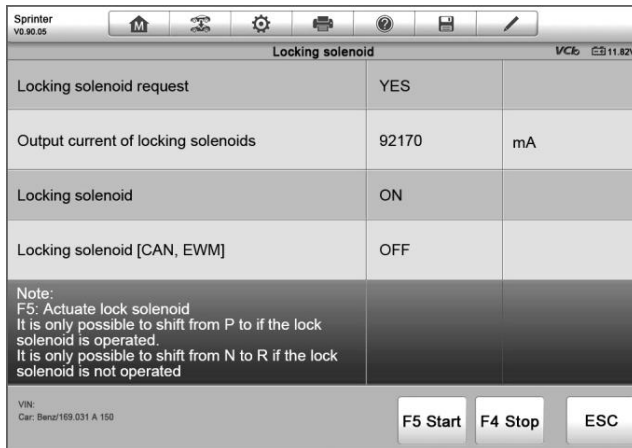 Sprinter
V0.90.05
M
Locking solenoid
VCI
11.82V
Locking solenoid request YES
Output current of locking solenoids 92170 mA
Locking solenoid ON
Locking solenoid [CAN, EWM] OFF
Note:
F5: Actuate lock solenoid
It is only possible to shift from P to if the lock
solenoid is operated.
It is only possible to shift from N to R if the lock
solenoid is not operated
VIN:
Car: Benz/169.031 A 150
F5 Start
F4 Stop
ESC